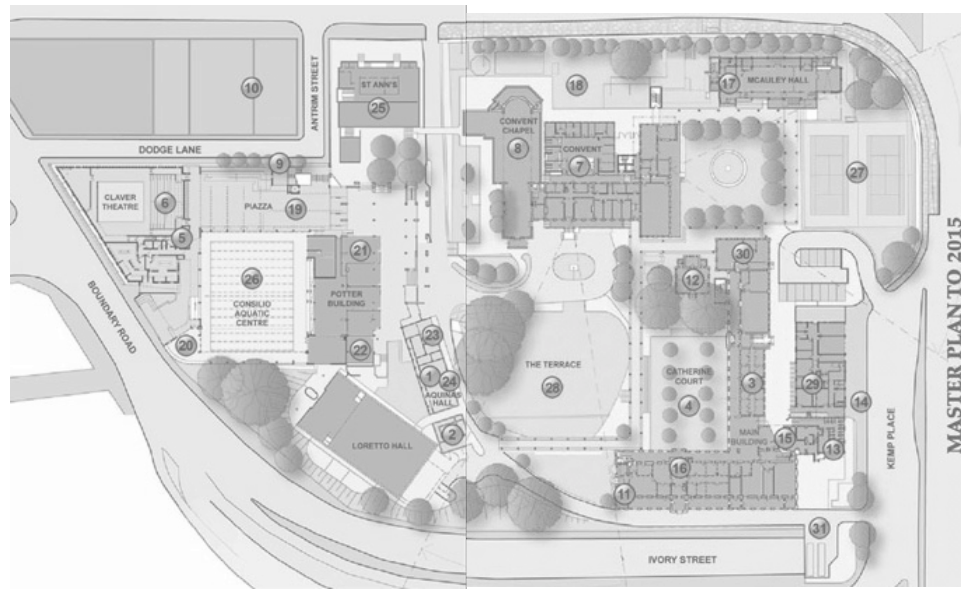 10
ANTRIM STREET
ST ANN'S
25
DODGE LANE
9
CLAVER
THEATRE
6
5
PIAZZA
19
21
26
CONSILIO
AQUATIC
CENTRE
POTTER
BUILDING
20
22
BOUNDARY ROAD
23
1
24
AQUINAS
HALL
2
LORETTO HALL
18
17
MCAULEY HALL
CONVENT
CHAPEL
8
CONVENT
7
27
30
12
THE TERRACE
28
CATHERINE
COURT
4
3
29
14
MAIN
BUILDING
15
13
16
11
31
KEMP PLACE
IVORY STREET
MASTER PLAN TO 2015